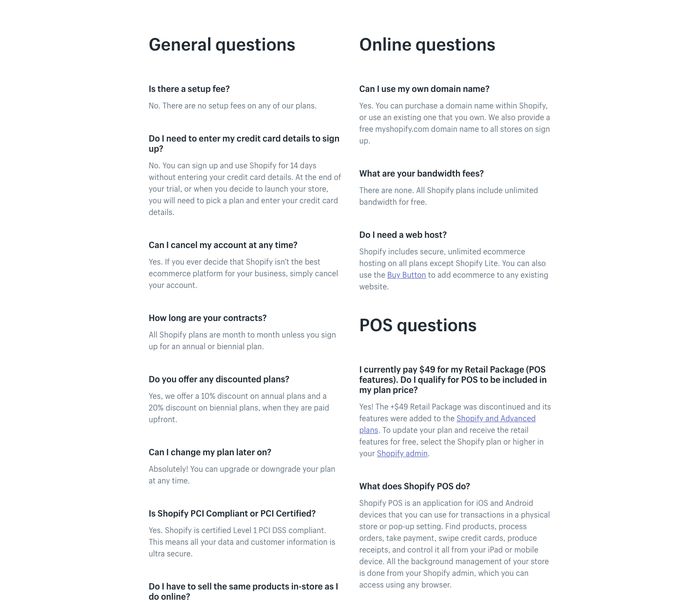 General questions
Is there a setup fee?
No. There are no setup fees on any of our plans.
Do I need to enter my credit card details to sign
up?
No. You can sign up and use Shopify for 14 days
without entering your credit card details. At the end of
your trial, or when you decide to launch your store,
you will need to pick a plan and enter your credit card
details.
Can I cancel my account at any time?
Yes. If you ever decide that Shopify isn't the best
ecommerce platform for your business, simply cancel
your account.
How long are your contracts?
All Shopify plans are month to month unless you sign
up for an annual or biennial plan.
Do you offer any discounted plans?
Yes, we offer a 10% discount on annual plans and a
20% discount on biennial plans, when they are paid
upfront.
Can I change my plan later on?
Absolutely! You can upgrade or downgrade your plan
at any time.
Is Shopify PCI Compliant or PCI Certified?
Yes. Shopify is certified Level 1 PCI DSS compliant.
This means all your data and customer information is
ultra secure.
Do I have to sell the same products in-store as I
do online?
Online questions
Can I use my own domain name?
Yes. You can purchase a domain name within Shopify,
or use an existing one that you own. We also provide a
free myshopify.com domain name to all stores on sign
up.
What are your bandwidth fees?
There are none. All Shopify plans include unlimited
bandwidth for free.
Do I need a web host?
Shopify includes secure, unlimited ecommerce
hosting on all plans except Shopify Lite. You can also
use the Buy Button to add ecommerce to any existing
website.
POS questions
I currently pay $49 for my Retail Package (POS
features). Do I qualify for POS to be included in
my plan price?
Yes! The +$49 Retail Package was discontinued and its
features were added to the Shopify and Advanced
plans. To update your plan and receive the retail
features for free, select the Shopify plan or higher in
your Shopify admin.
What does Shopify POS do?
Shopify POS is an application for iOS and Android
devices that you can use for transactions in a physical
store or pop-up setting. Find products, process
orders, take payment, swipe credit cards, produce
receipts, and control it all from your iPad or mobile
device. All the background management of your store
is done from your Shopify admin, which you can
access using any browser.